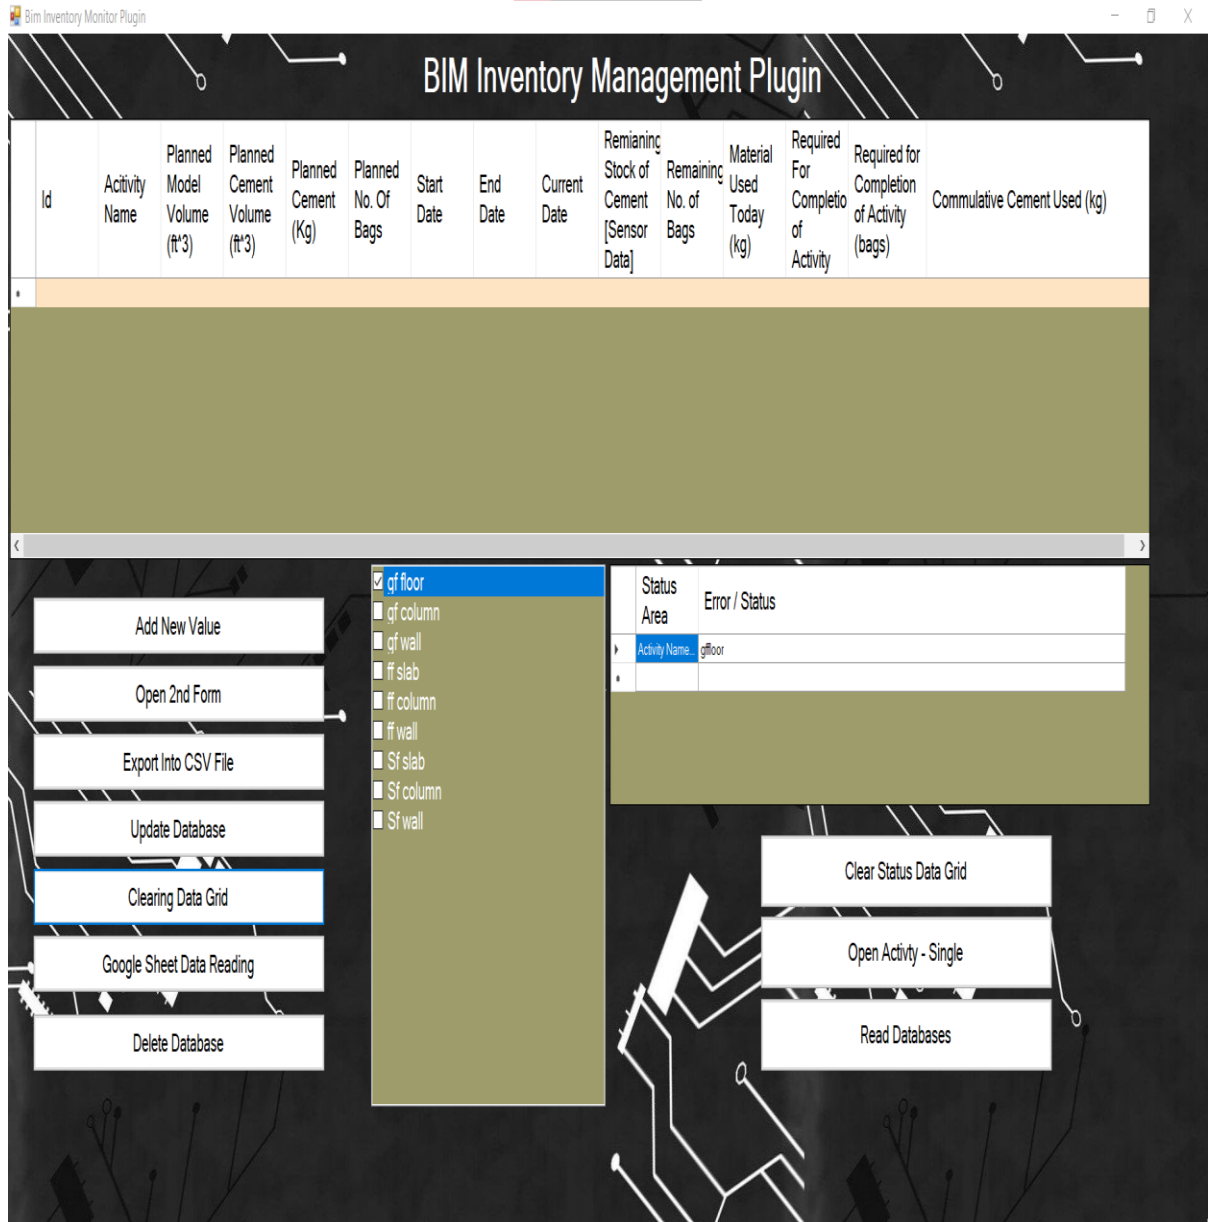 Bim Inventory Monitor Plugin
BIM Inventory Management Plugin
Id
Acitivity
Name
Planned
Model
Volume
(ft^3)
Planned
Cement
Volume
(ft^3)
Planned
Cement
(Kg)
Planned
No. Of
Bags
Start
Date
End
Date
Current
Date
Remianing
Stock of
Cement
[Sensor
Data]
Remaining
No. of
Bags
Material
Used
Today
(kg)
Required
For
Completio
of
Activity
Required for
Completion
of Activity
(bags)
Commulative Cement Used (kg)
Add New Value
Open 2nd Form
Export Into CSV File
Update Database
Clearing Data Grid
Google Sheet Data Reading
Delete Database
gf floor
gf column
gf wall
ff slab
ff column
ff wall
Sf slab
Sf column
Sf wall
Status
Area
Error / Status
Activity Name... gffloor
Clear Status Data Grid
Open Activty - Single
Read Databases